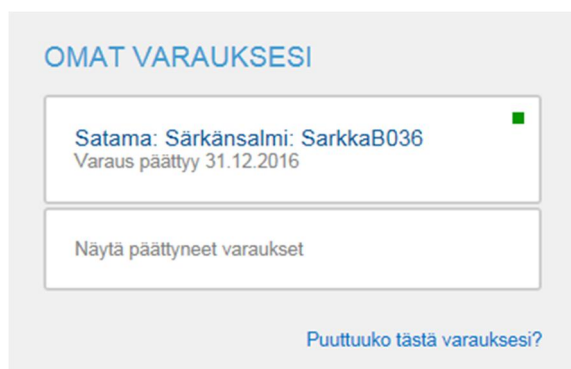 OMAT VARAUKSESI
Satama: Särkänsalmi: SarkkaB036
Varaus päättyy 31.12.2016
Näytä päättyneet varaukset
Puuttuuko tästä varauksesi?